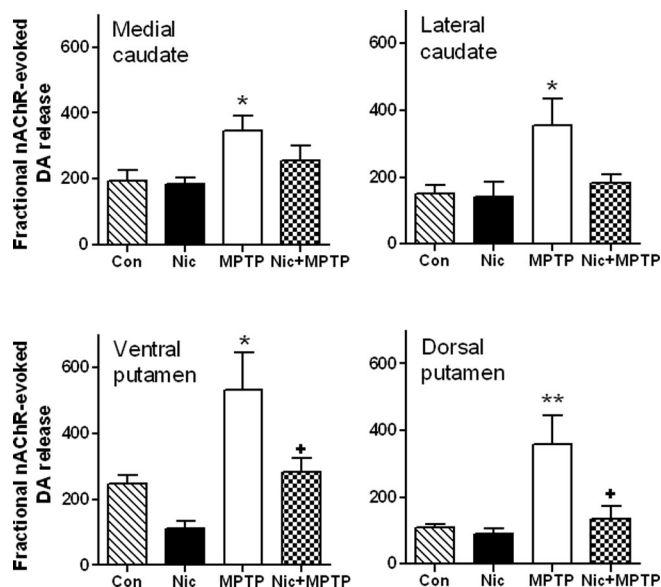 Fractional nAChR-evoked
DA release
Medial
caudate
600
400
200
0
*
Con Nic MPTP Nic+MPTP
Lateral
caudate
600
400
200
0
*
Con Nic MPTP Nic+MPTP
Fractional nAChR-evoked
DA release
Ventral
putamen
600
400
200
0
*
+
Con Nic MPTP Nic+MPTP
Dorsal
putamen
600
400
200
0
**
+
Con Nic MPTP Nic+MPTP